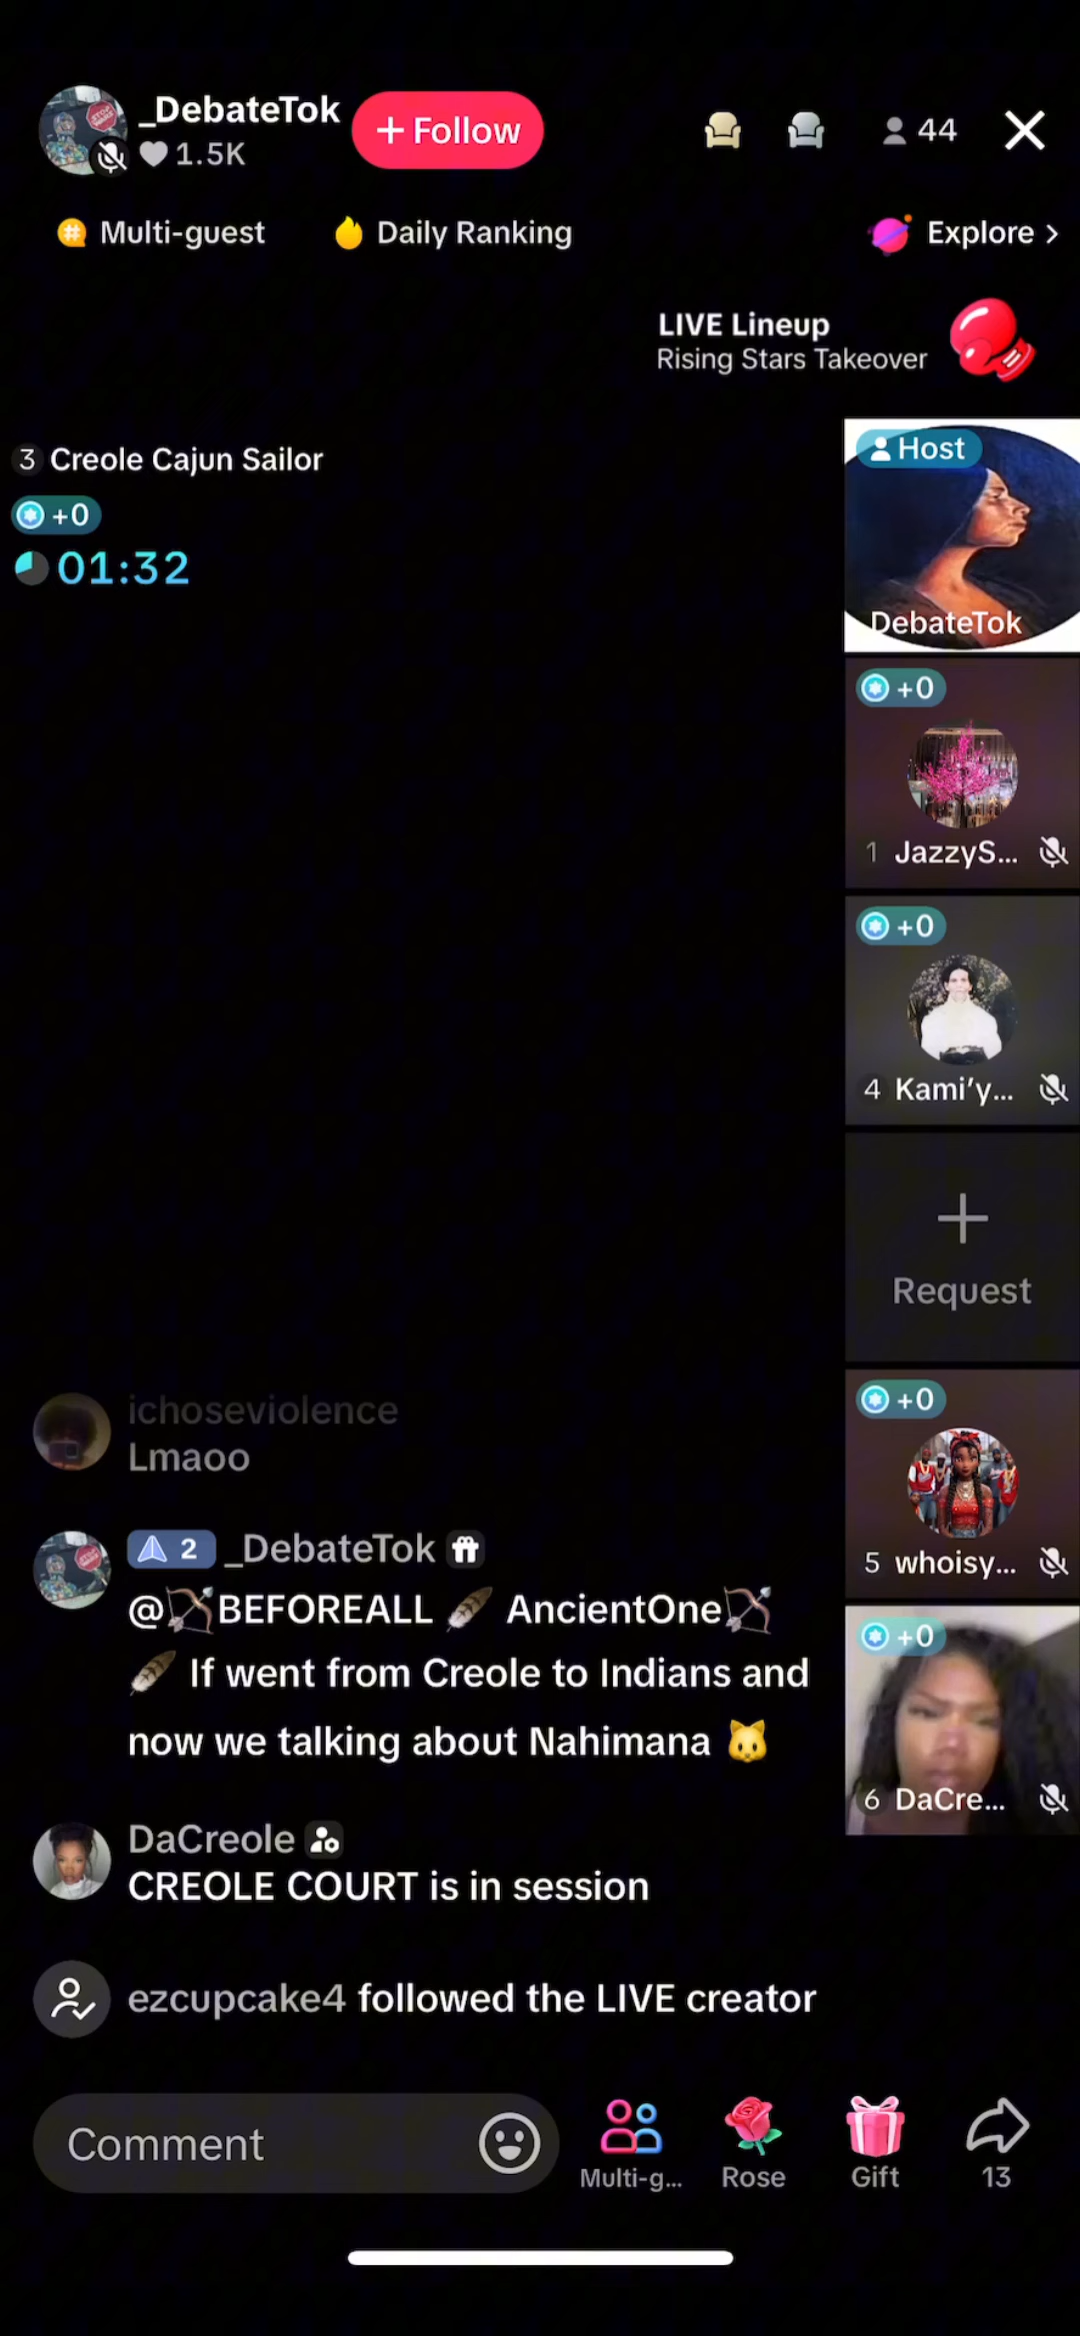 _DebateTok
+ Follow
44
1.5K
Multi-guest
Daily Ranking
Explore >
LIVE Lineup
Rising Stars Takeover
3 Creole Cajun Sailor
+0
01:32
Host
DebateTok
+0
1 JazzyS...
+0
4 Kami'y...
+
Request
+0
5 whoisy...
+0
6 DaCre...
ichoseviolence
Lmaoo
2 _DebateTok
@🏹BEFOREALL 🪶 AncientOne🏹
🪶 If went from Creole to Indians and
now we talking about Nahimana 🐱
DaCreole
CREOLE COURT is in session
ezcupcake4 followed the LIVE creator
Comment
Multi-g...
Rose
Gift
13